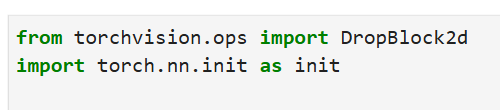 from torchvision.ops import DropBlock2d
import torch.nn.init as init